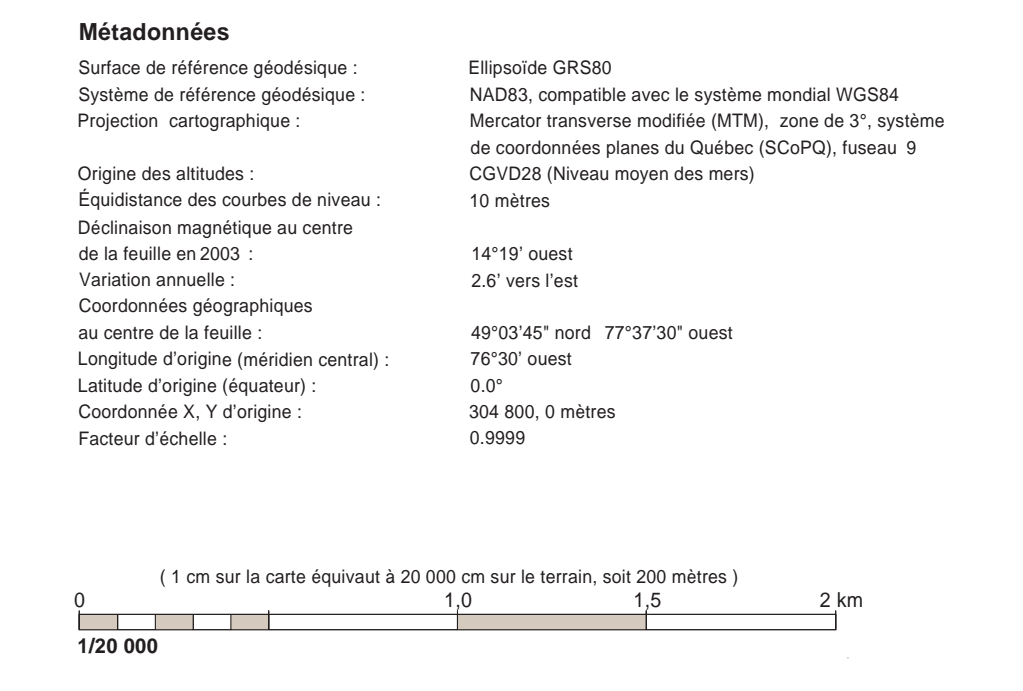 Métadonnées
Surface de référence géodésique : Ellipsoïde GRS80
Système de référence géodésique : NAD83, compatible avec le système mondial WGS84
Projection cartographique : Mercator transverse modifiée (MTM), zone de 3°, système
de coordonnées planes du Québec (SCoPQ), fuseau 9
Origine des altitudes : CGVD28 (Niveau moyen des mers)
Équidistance des courbes de niveau : 10 mètres
Déclinaison magnétique au centre
de la feuille en 2003 : 14°19’ ouest
Variation annuelle : 2.6’ vers l’est
Coordonnées géographiques
au centre de la feuille : 49°03’45" nord 77°37’30" ouest
Longitude d’origine (méridien central) : 76°30’ ouest
Latitude d’origine (équateur) : 0.0°
Coordonnée X, Y d’origine : 304 800, 0 mètres
Facteur d’échelle : 0.9999
( 1 cm sur la carte équivaut à 20 000 cm sur le terrain, soit 200 mètres )
0 1,0 1,5 2 km
1/20 000